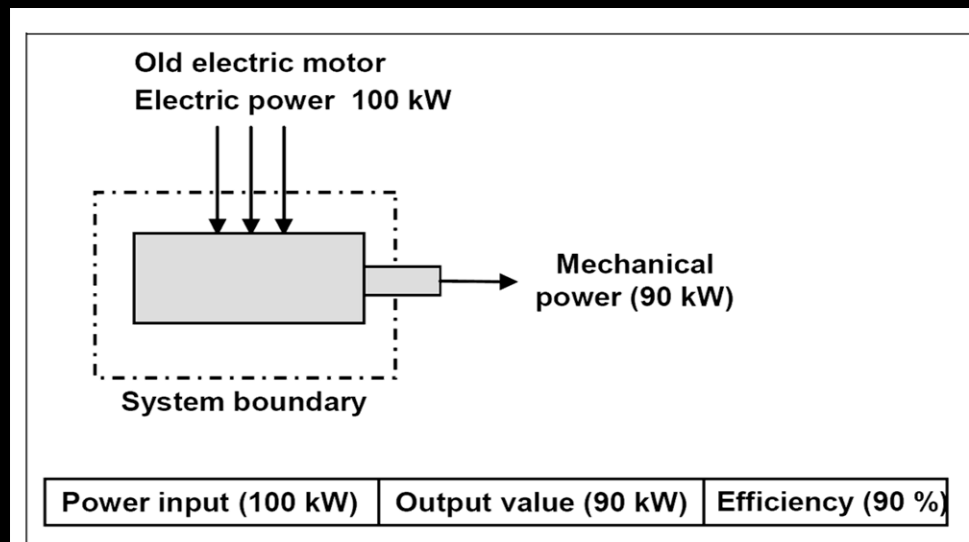 Old electric motor
Electric power 100 kW
Mechanical
power (90 kW)
System boundary
Power input (100 kW) Output value (90 kW) Efficiency (90 %)